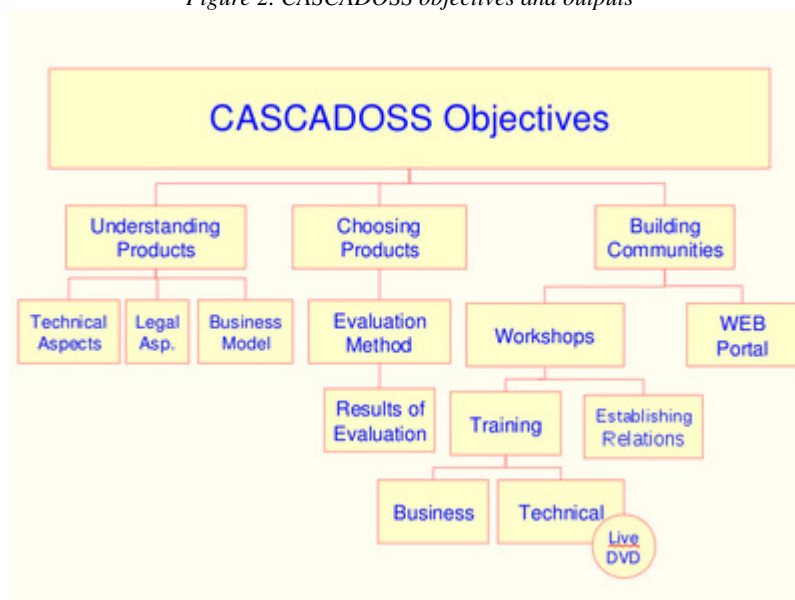 Figure 2. CASCADOSS objectives and outputs
CASCADOSS Objectives
Understanding
Products
Choosing
Products
Building
Communities
Technical
Aspects
Legal
Asp.
Business
Model
Evaluation
Method
Workshops
WEB
Portal
Results of
Evaluation
Training
Establishing
Relations
Business
Technical
Live
DVD